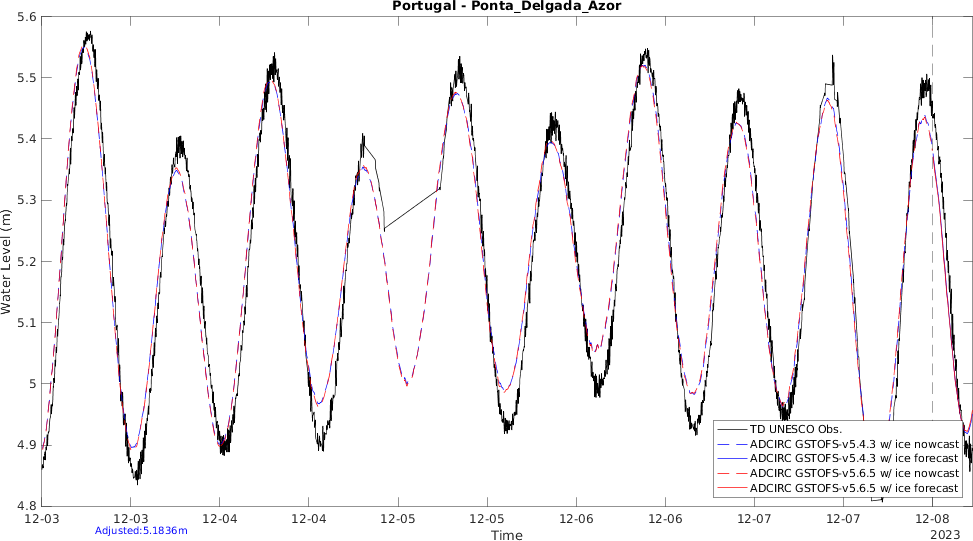 Portugal - Ponta_Delgada_Azor
5.6
5.5
5.4
5.3
5.2
5.1
5
4.9
4.8
Water Level (m)
TD UNESCO Obs.
ADCIRC GSTOFS-v5.4.3 w/ ice nowcast
ADCIRC GSTOFS-v5.4.3 w/ ice forecast
ADCIRC GSTOFS-v5.6.5 w/ ice nowcast
ADCIRC GSTOFS-v5.6.5 w/ ice forecast
12-03 12-03 12-04 12-04 12-05 12-05 12-06 12-06 12-07 12-07 12-08
Adjusted:5.1836m
Time
2023